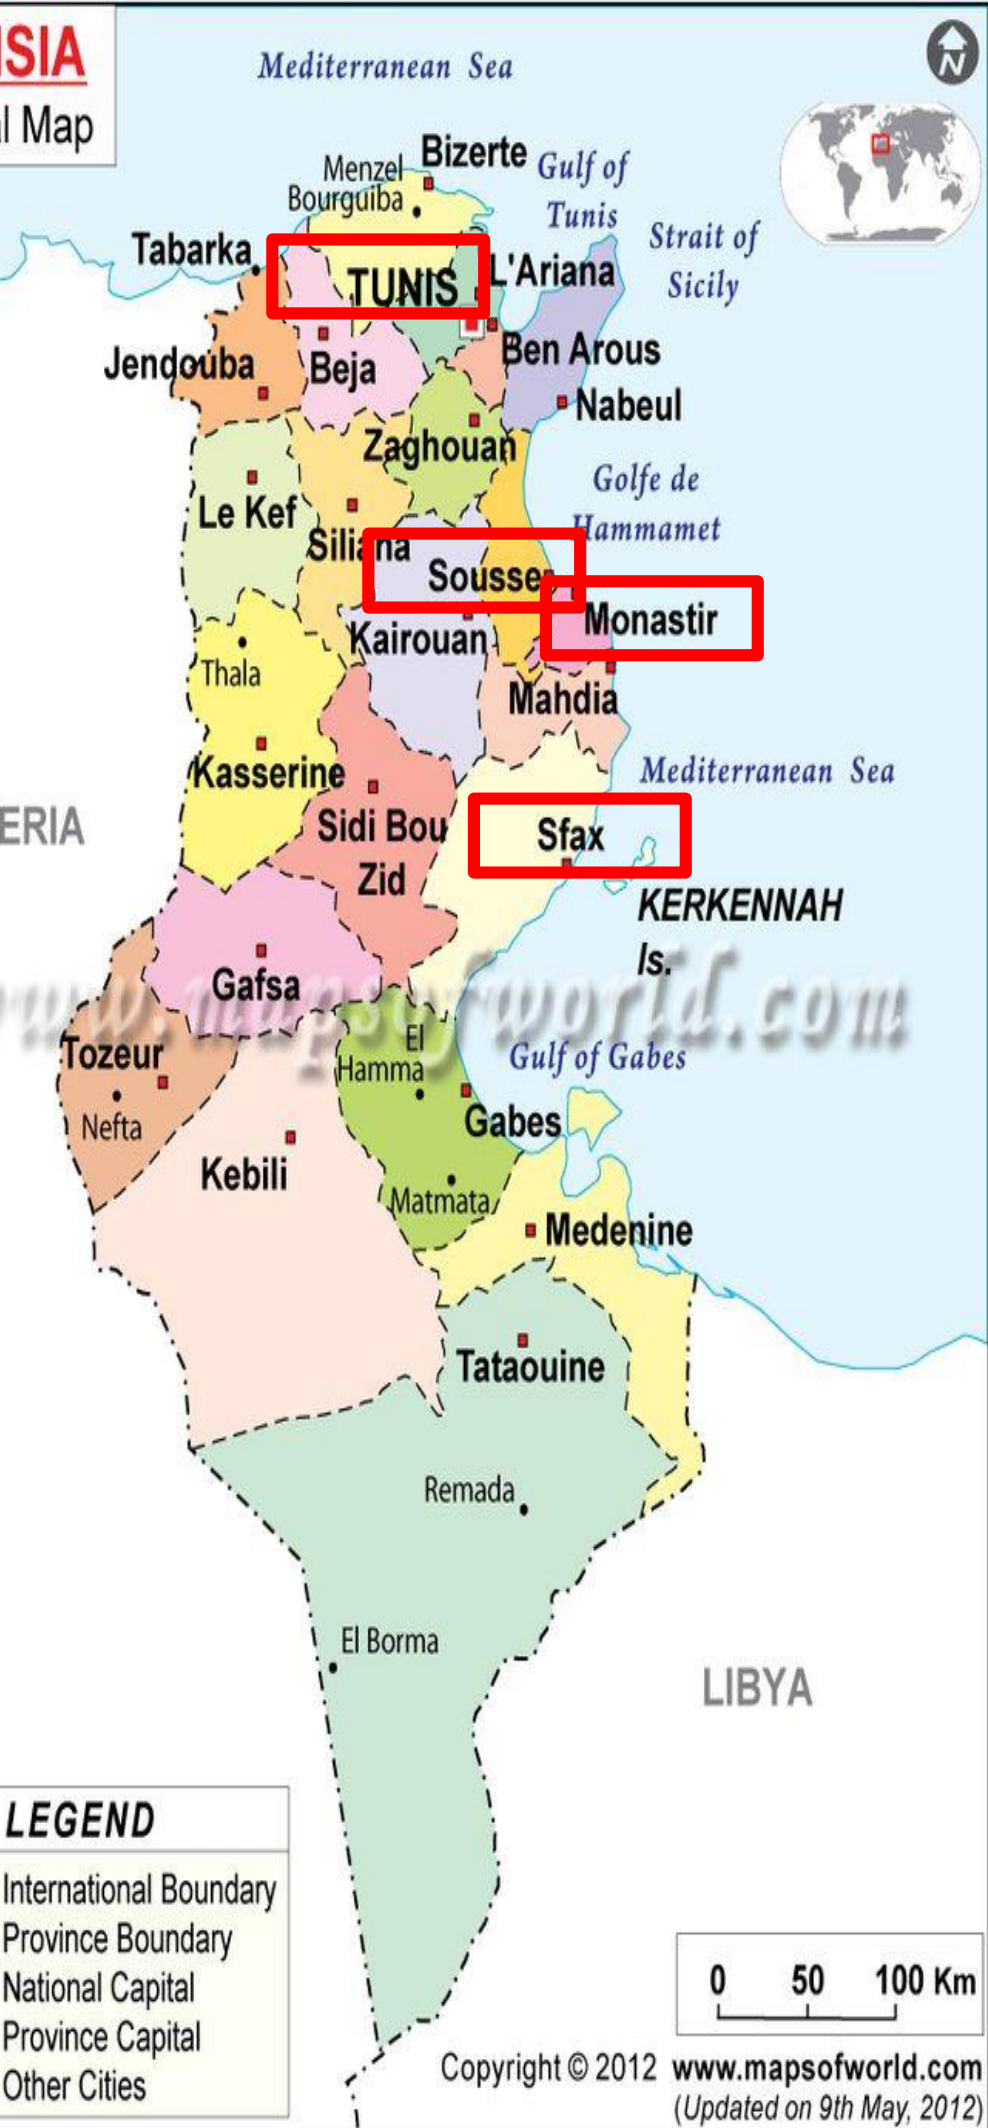 ISIA
l Map
Mediterranean Sea
N
Bizerte
Menzel
Bourguiba
Gulf of
Tunis
Strait of
Sicily
Tabarka
TUNIS
L'Ariana
Jendouba
Beja
Ben Arous
Nabeul
Zaghouan
Golfe de
Hammamet
Le Kef
Siliana
Sousse
Monastir
Kairouan
Thala
Mahdia
Kasserine
Mediterranean Sea
ERIA
Sidi Bou
Zid
Sfax
KERKENNAH
Is.
Gafsa
www.mapsofworld.com
Tozeur
El
Hamma
Gulf of Gabes
Nefta
Gabes
Kebili
Matmata
Medenine
Tataouine
Remada
El Borma
LIBYA
LEGEND
International Boundary
Province Boundary
National Capital
Province Capital
Other Cities
0 50 100 Km
Copyright © 2012 www.mapsofworld.com
(Updated on 9th May, 2012)